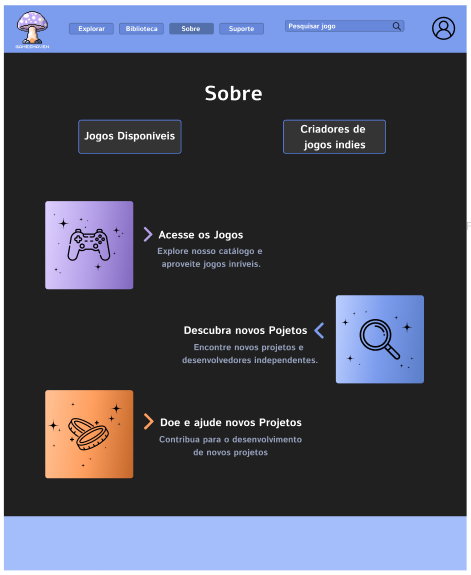 GAMESHAVEN
Explorar
Biblioteca
Sobre
Suporte
Pesquisar jogo
Sobre
Jogos Disponiveis
Criadores de
jogos indies
Acesse os Jogos
Explore nosso catálogo e
aproveite jogos inríveis.
Descubra novos Pojetos
Encontre novos projetos e
desenvolvedores independentes.
Doe e ajude novos Projetos
Contribua para o desenvolvimento
de novos projetos